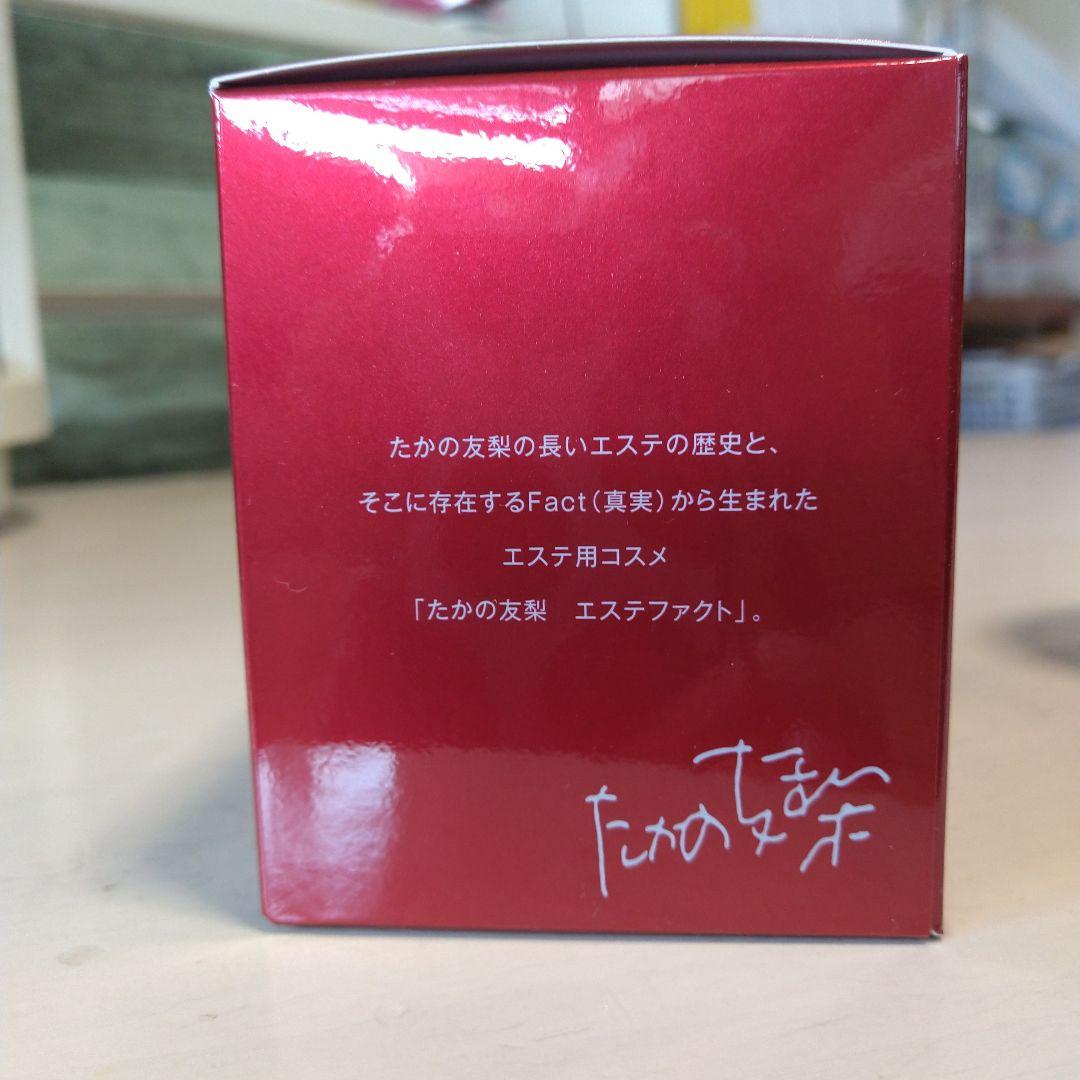 たかの友梨の長いエステの歴史と、
そこに存在するFact（真実）から生まれた
エステ用コスメ
「たかの友梨　エステファクト」。
たかの友梨